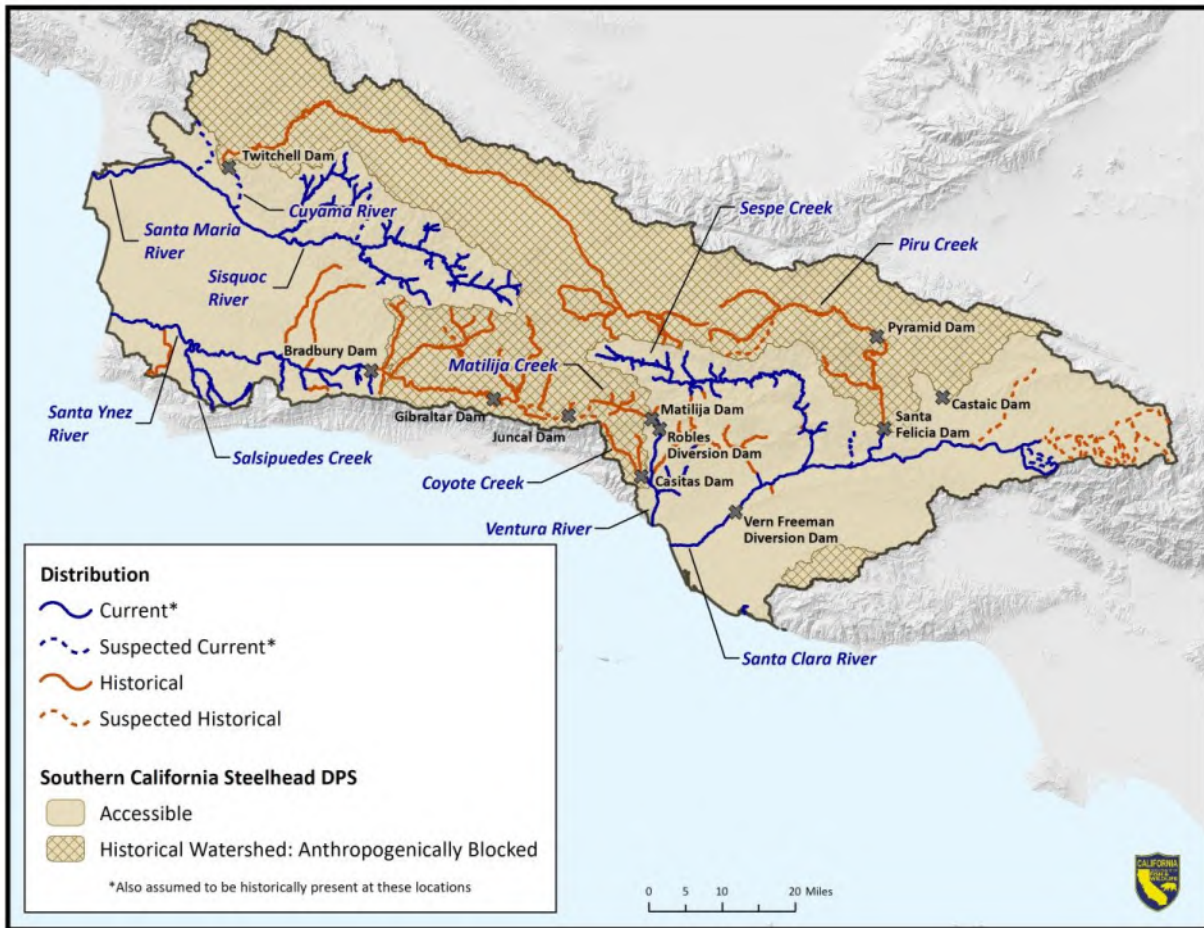 Twitchell Dam
Cuyama River
Santa Maria
River
Sisquoc
River
Sespe Creek
Piru Creek
Pyramid Dam
Bradbury Dam
Matilija Creek
Gibraltar Dam
Juncal Dam
Matilija Dam
Robles
Diversion Dam
Castaic Dam
Santa
Felicia Dam
Santa Ynez
River
Salsipuedes Creek
Coyote Creek
Casitas Dam
Ventura River
Vern Freeman
Diversion Dam
Santa Clara River
Distribution
Current*
Suspected Current*
Historical
Suspected Historical
Southern California Steelhead DPS
Accessible
Historical Watershed: Anthropogenically Blocked
*Also assumed to be historically present at these locations
0 5 10 20 Miles
CALIFORNIA